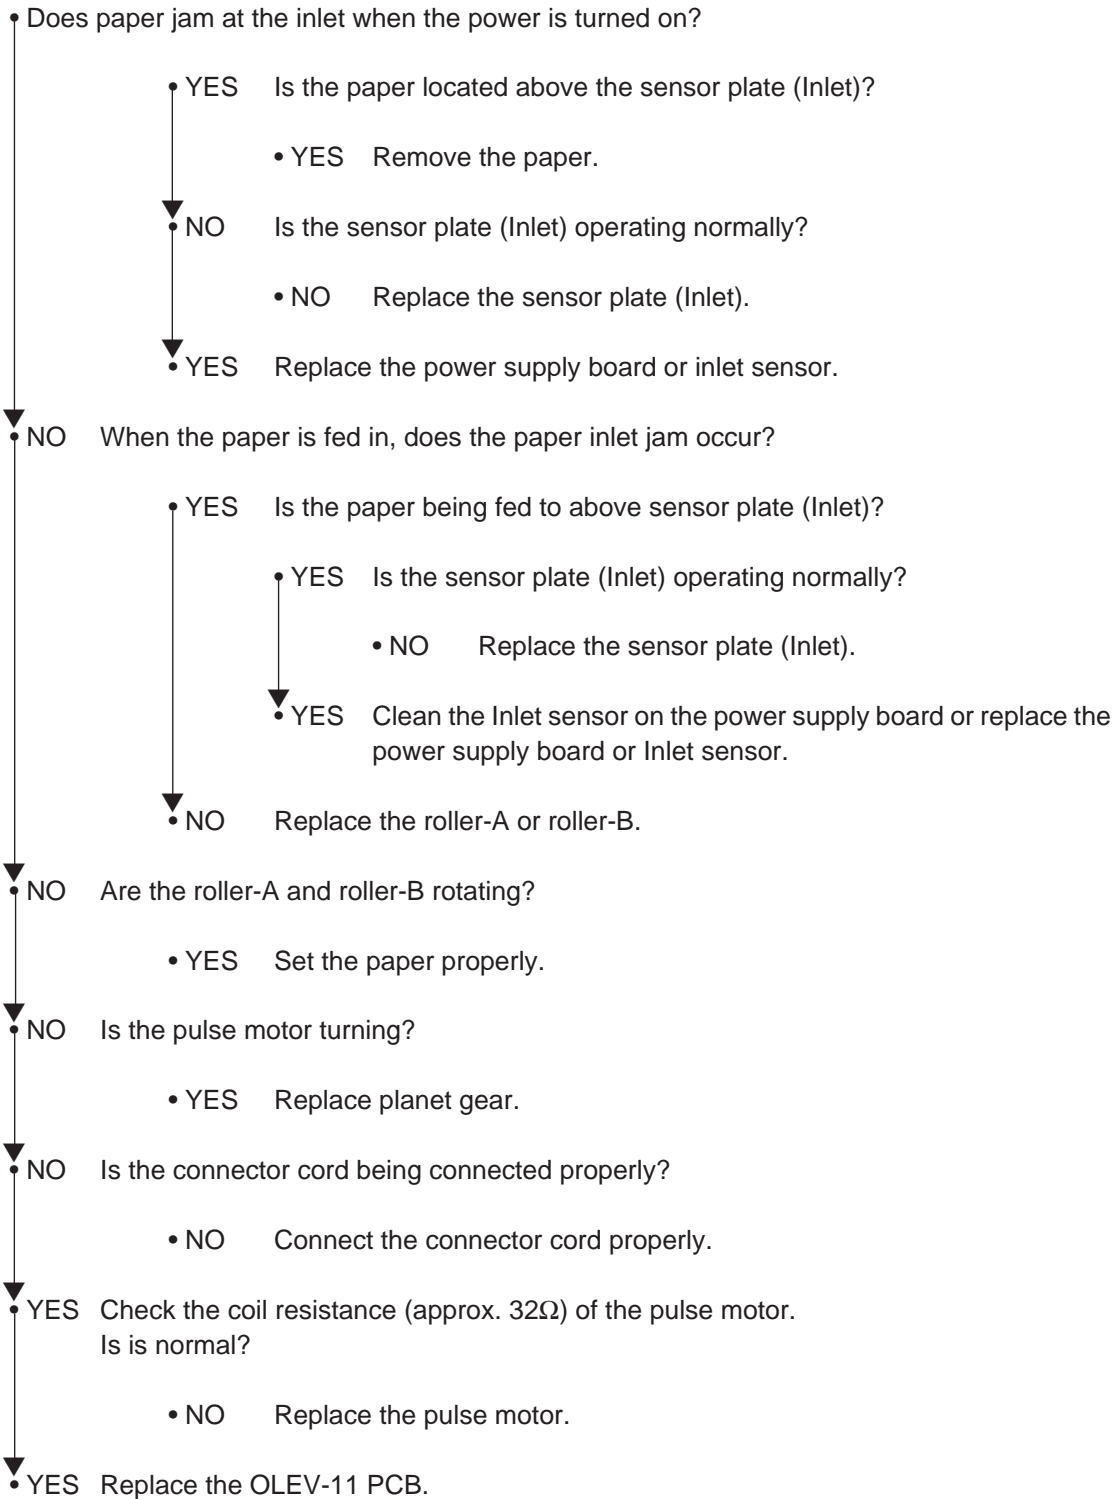 • Does paper jam at the inlet when the power is turned on?
• YES Is the paper located above the sensor plate (Inlet)?
• YES Remove the paper.
• NO Is the sensor plate (Inlet) operating normally?
• NO Replace the sensor plate (Inlet).
• YES Replace the power supply board or inlet sensor.
• NO When the paper is fed in, does the paper inlet jam occur?
• YES Is the paper being fed to above sensor plate (Inlet)?
• YES Is the sensor plate (Inlet) operating normally?
• NO Replace the sensor plate (Inlet).
• YES Clean the Inlet sensor on the power supply board or replace the
power supply board or Inlet sensor.
• NO Replace the roller-A or roller-B.
• NO Are the roller-A and roller-B rotating?
• YES Set the paper properly.
• NO Is the pulse motor turning?
• YES Replace planet gear.
• NO Is the connector cord being connected properly?
• NO Connect the connector cord properly.
• YES Check the coil resistance (approx. 32Ω) of the pulse motor.
Is is normal?
• NO Replace the pulse motor.
• YES Replace the OLEV-11 PCB.